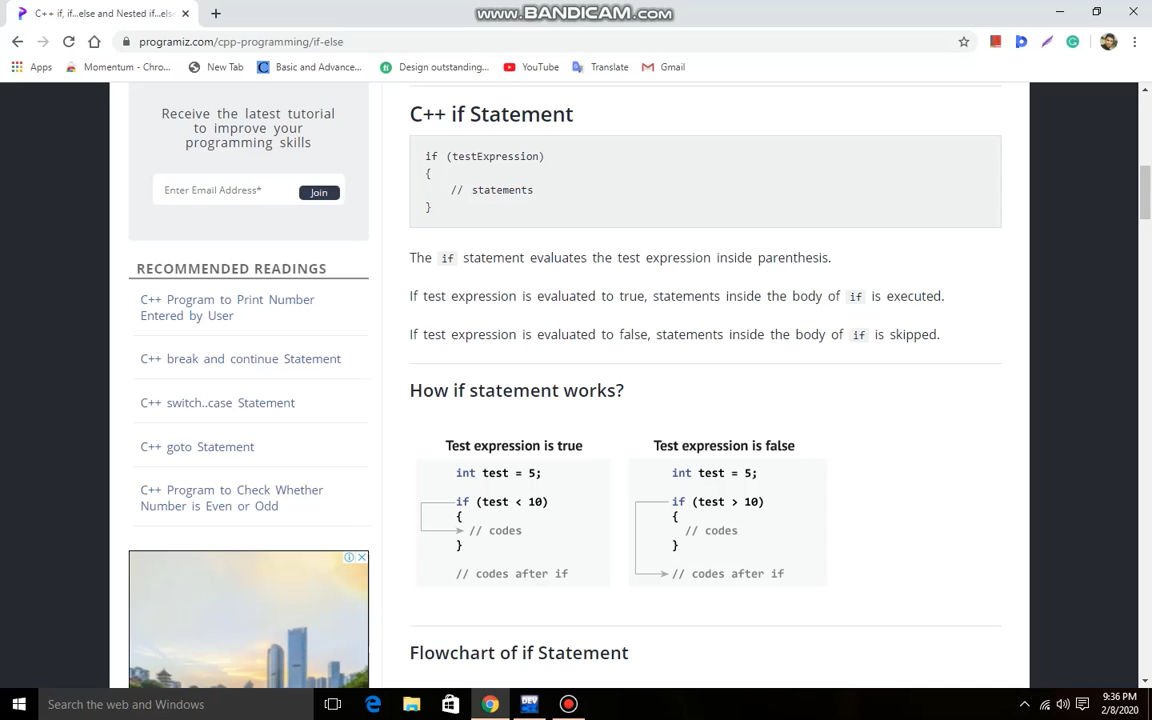 www.BANDICAM.com
C++ if, if...else and Nested if...els
programiz.com/cpp-programming/if-else
Apps
Momentum - Chro...
New Tab
Basic and Advance...
Design outstanding...
YouTube
Translate
Gmail
Receive the latest tutorial
to improve your
programming skills
Enter Email Address*
Join
RECOMMENDED READINGS
C++ Program to Print Number
Entered by User
C++ break and continue Statement
C++ switch..case Statement
C++ goto Statement
C++ Program to Check Whether
Number is Even or Odd
C++ if Statement
if (testExpression)
{
// statements
}
The if statement evaluates the test expression inside parenthesis.
If test expression is evaluated to true, statements inside the body of if is executed.
If test expression is evaluated to false, statements inside the body of if is skipped.
How if statement works?
Test expression is true
int test = 5;
if (test < 10)
{
// codes
}
// codes after if
Test expression is false
int test = 5;
if (test > 10)
{
// codes
}
// codes after if
Flowchart of if Statement
Search the web and Windows
DEV
9:36 PM
2/8/2020